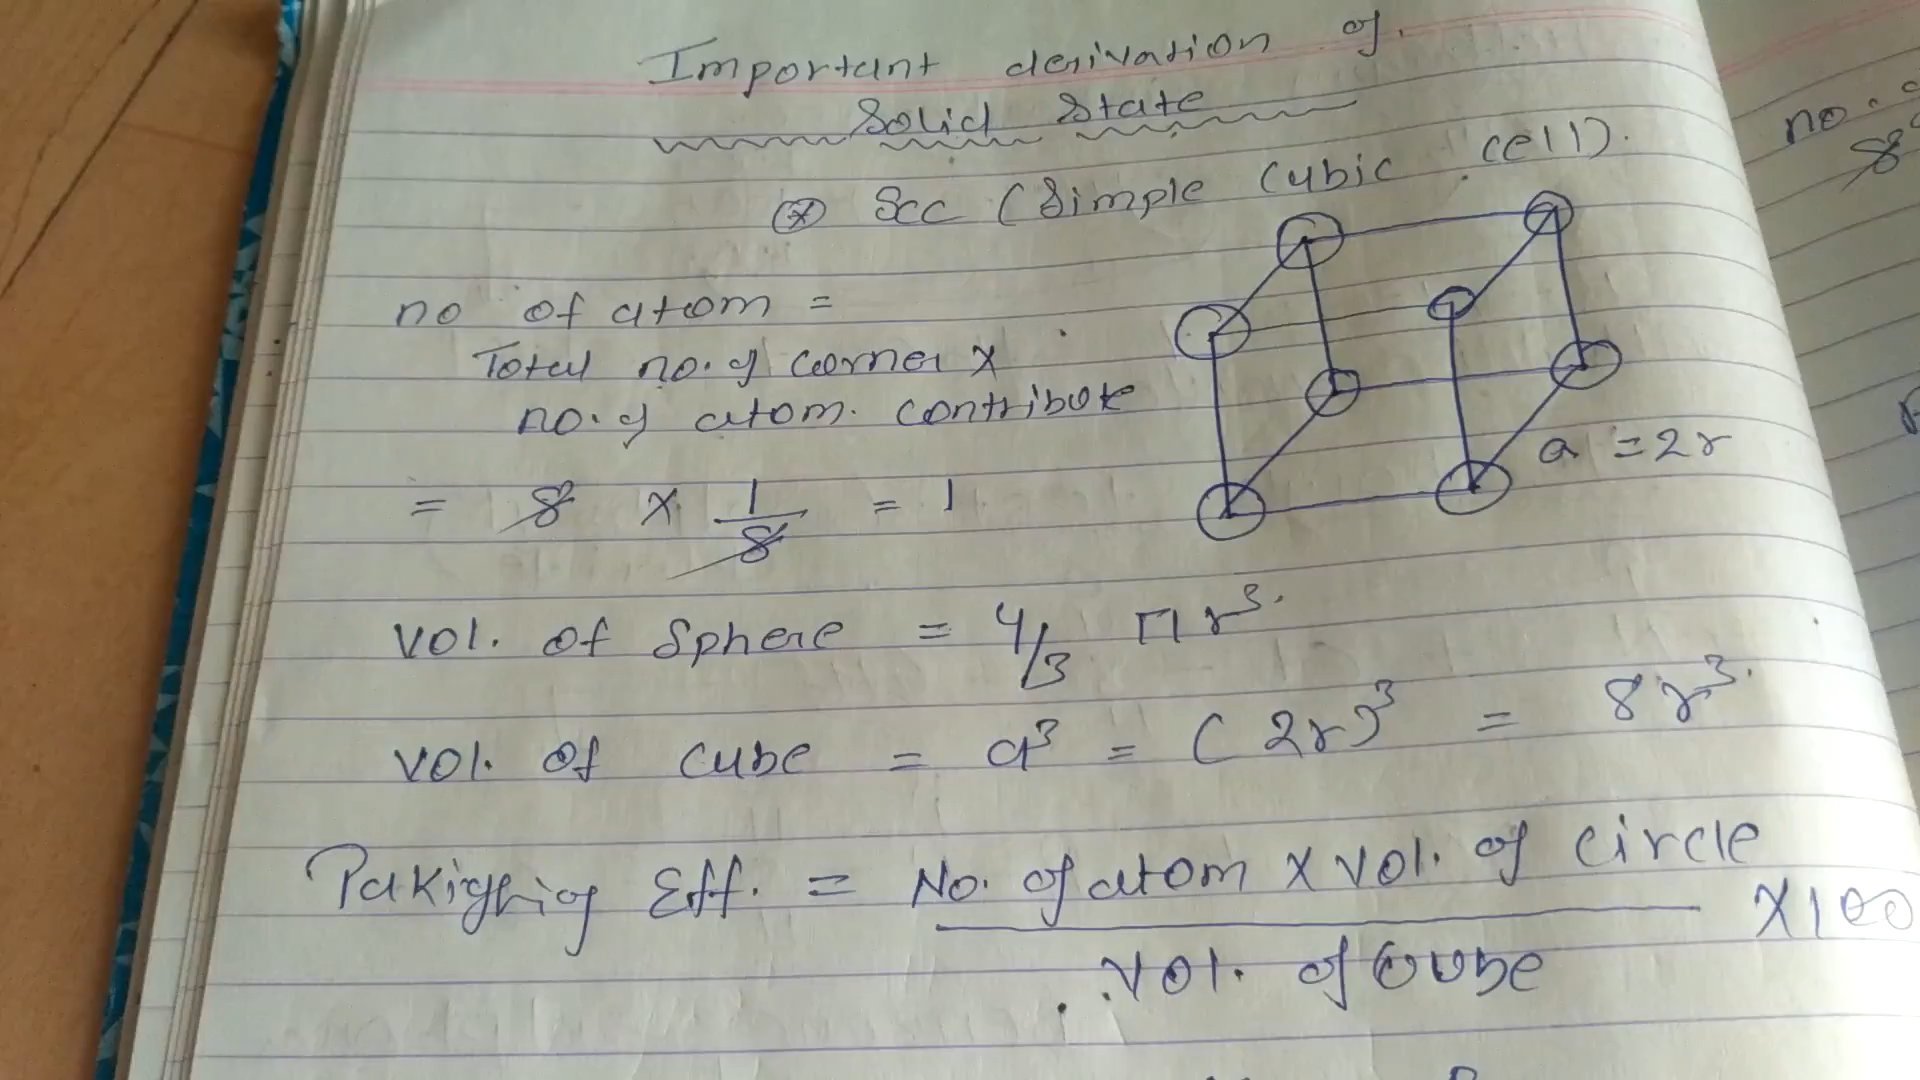 Important derivation of
Solid State
* Scc (Simple Cubic cell).
no of atom =
Total no. of corner x
no. of atom. contribute
a = 2r
= 8 x 1/8 = 1
vol. of Sphere = 4/3 πr³.
vol. of cube = a³ = (2r)³ = 8r³.
Eff. = No. of atom x vol. of circle
x100
vol. of cube
no.
8